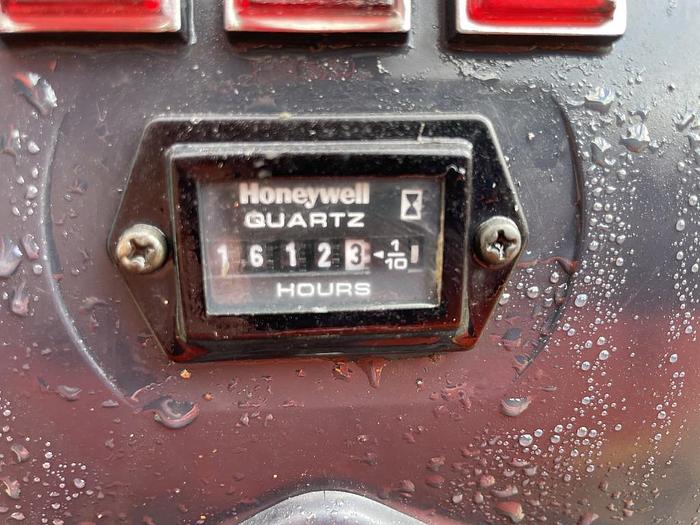 Honeywell
QUARTZ
1 6 1 2 3 ◄ 1/10
HOURS